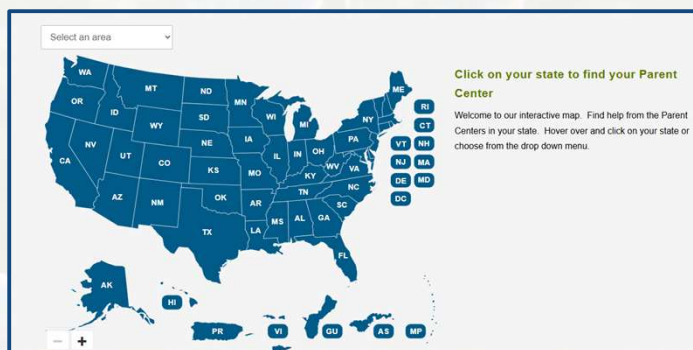 Select an area
Click on your state to find your Parent
Center
Welcome to our interactive map. Find help from the Parent
Centers in your state. Hover over and click on your state or
choose from the drop down menu.
WA
MT
ND
MN
ME
OR
ID
SD
WI
MI
NY
RI
WY
CT
NV
NE
IA
PA
VT
NH
UT
CO
IL
IN
OH
NJ
MA
CA
KS
MO
WV
VA
KY
DE
MD
NC
TN
AZ
NM
OK
AR
SC
DC
MS
AL
GA
TX
LA
FL
AK
HI
PR
VI
GU
AS
MP
− +